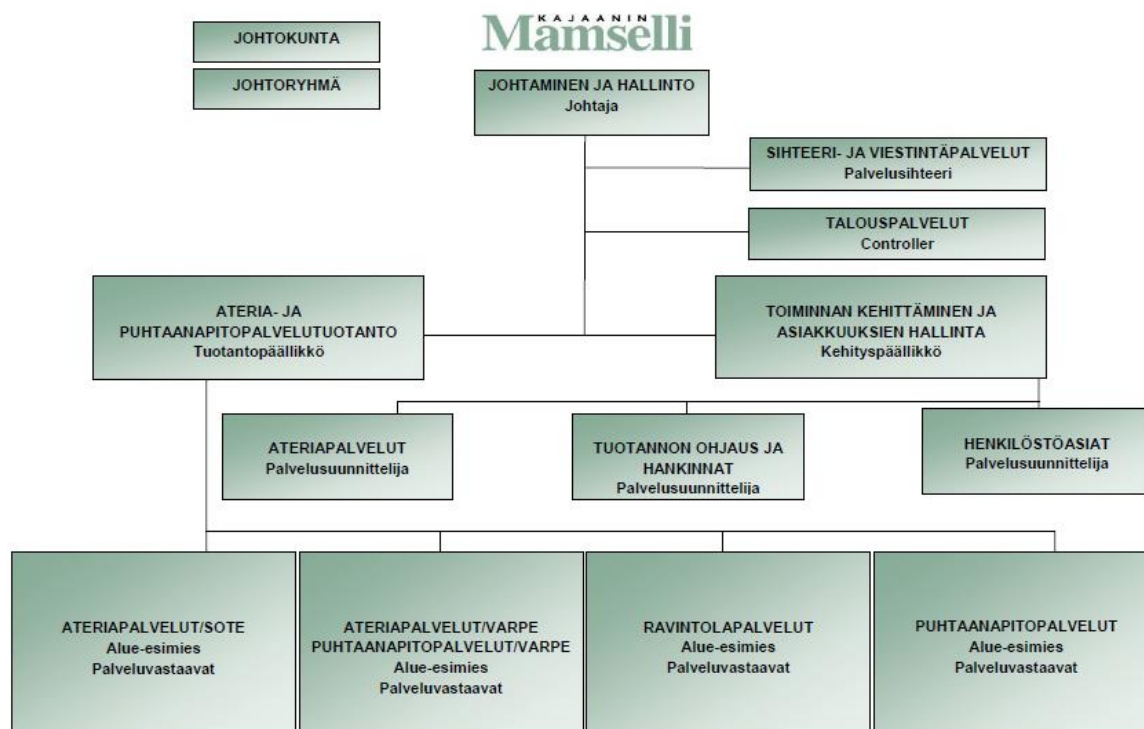 JOHTOKUNTA
JOHTORYHMÄ
KAJAANIN
Mamselli
JOHTAMINEN JA HALLINTO
Johtaja
SIHTEERI- JA VIESTINTÄPALVELUT
Palvelusihteeri
TALOUSPALVELUT
Controller
ATERIA- JA
PUHTAANAPITOPALVELUTUOTANTO
Tuotantopäällikkö
TOIMINNAN KEHITTÄMINEN JA
ASIAKKUUKSIEN HALLINTA
Kehityspäällikkö
ATERIAPALVELUT
Palvelusuunnittelija
TUOTANNON OHJAUS JA
HANKINNAT
Palvelusuunnittelija
HENKILÖSTÖASIAT
Palvelusuunnittelija
ATERIAPALVELUT/SOTE
Alue-esimies
Palveluvastaavat
ATERIAPALVELUT/VARPE
PUHTAANAPITOPALVELUT/VARPE
Alue-esimies
Palveluvastaavat
RAVINTOLAPALVELUT
Alue-esimies
Palveluvastaavat
PUHTAANAPITOPALVELUT
Alue-esimies
Palveluvastaavat